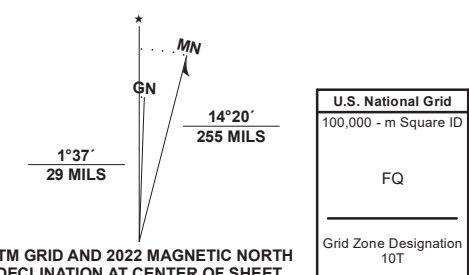 ★
MN
GN
14°20´
255 MILS
1°37´
29 MILS
TM GRID AND 2022 MAGNETIC NORTH
DECLINATION AT CENTER OF SHEET
U.S. National Grid
100,000 - m Square ID
FQ
Grid Zone Designation
10T